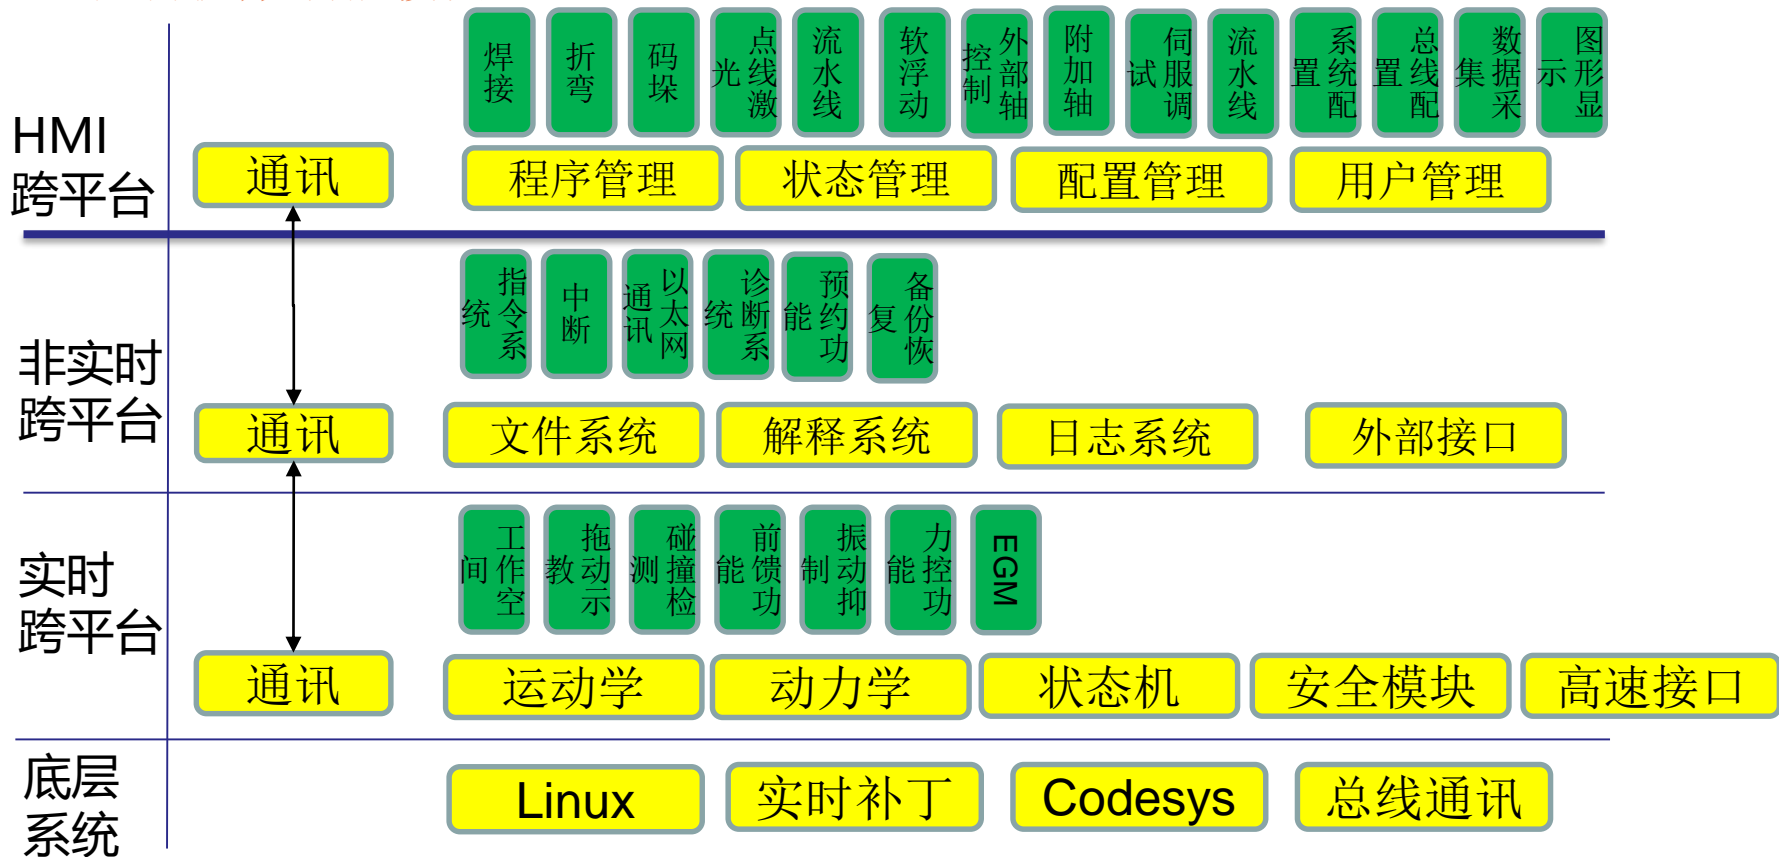 焊接
折弯
码垛
点线激光
流水线
软浮动
外部轴控制
附加轴
伺服调试
流水线
系统配置
总线配置
数据采集
图形显示
HMI
跨平台
通讯
程序管理
状态管理
配置管理
用户管理
指令系统
中断
以太网通讯
诊断系统
预约功能
备份恢复
非实时
跨平台
通讯
文件系统
解释系统
日志系统
外部接口
工作空间
拖动示教
碰撞检测
前馈功能
振动抑制
力控功能
EGM
实时
跨平台
通讯
运动学
动力学
状态机
安全模块
高速接口
底层
系统
Linux
实时补丁
Codesys
总线通讯